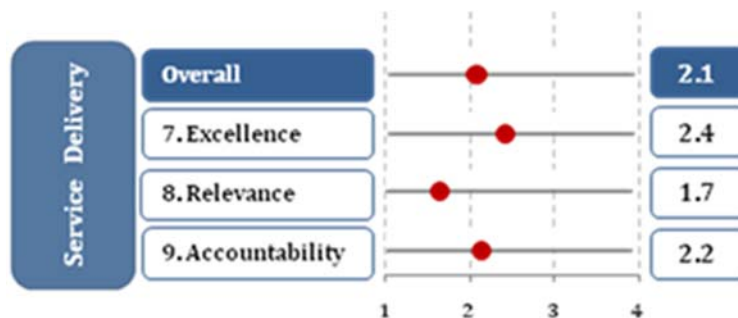 Service Delivery
Overall
2.1
7.Excellence
2.4
8.Relevance
1.7
9.Accountability
2.2
1 2 3 4